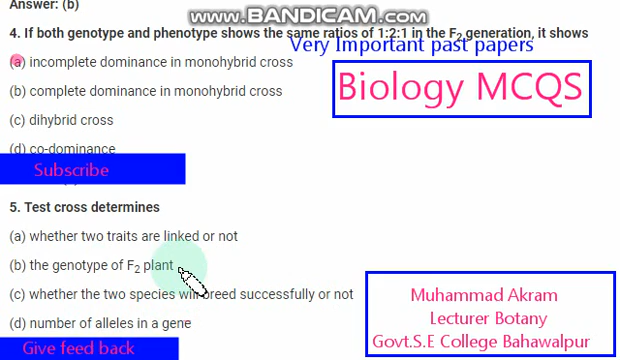 Answer: (b)
www.BANDICAM.com
4. If both genotype and phenotype shows the same ratios of 1:2:1 in the F2 generation, it shows
Very Important past papers
(a) incomplete dominance in monohybrid cross
Biology MCQS
(b) complete dominance in monohybrid cross
(c) dihybrid cross
(d) co-dominance
Subscribe
5. Test cross determines
(a) whether two traits are linked or not
(b) the genotype of F2 plant
(c) whether the two species will breed successfully or not
(d) number of alleles in a gene
Muhammad Akram
Lecturer Botany
Govt.S.E College Bahawalpur
Give feed back